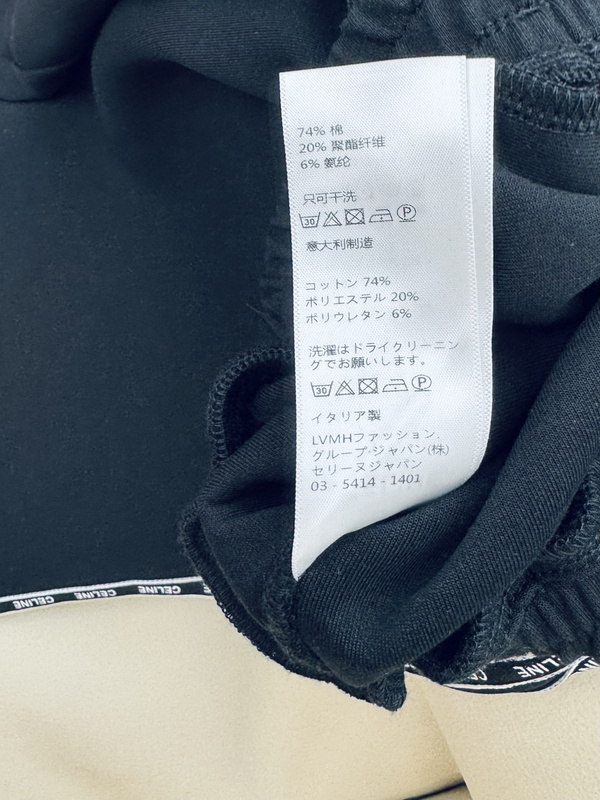 74% 棉
20% 聚酯纤维
6% 氨纶
只可干洗
30 P
意大利制造
コットン 74%
ポリエステル 20%
ポリウレタン 6%
洗濯はドライクリーニン
グでお願いします。
30 P
イタリア製
LVMHファッション.
グループ・ジャパン(株)
セリーヌジャパン
03 - 5414 - 1401
CELINE CELINE CELINE
CELINE